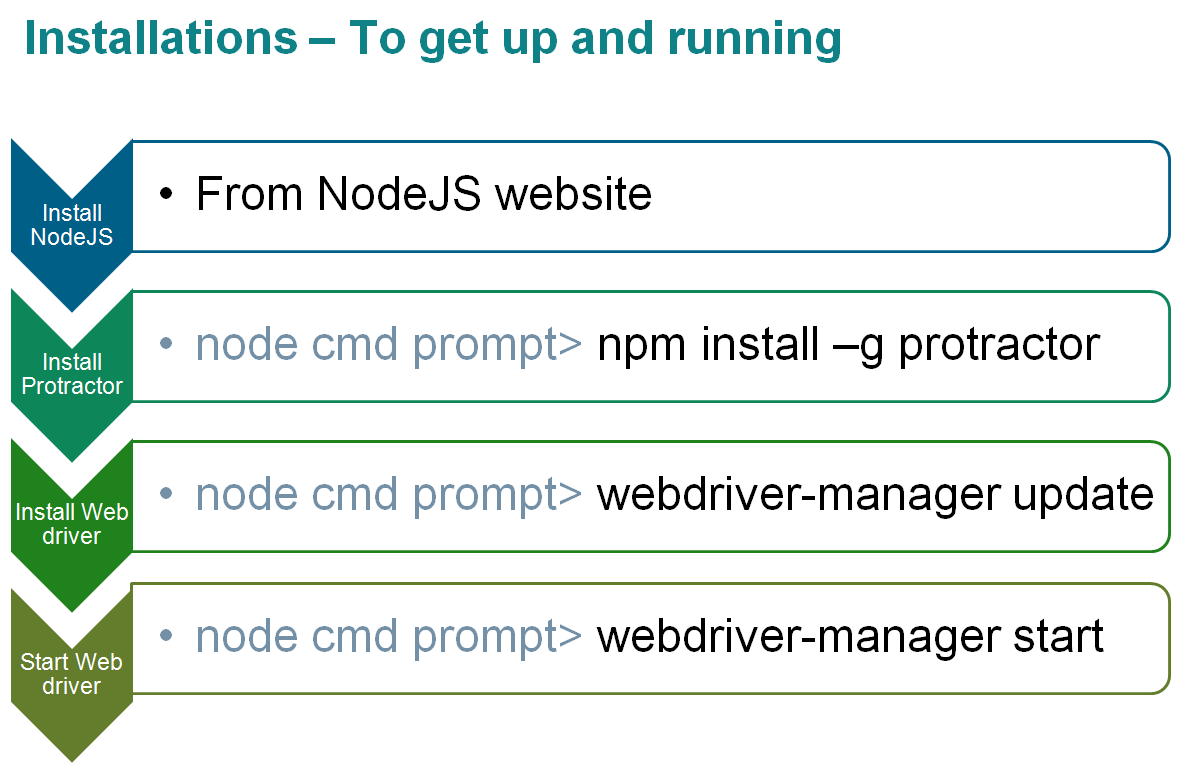 Installations – To get up and running
Install
NodeJS
• From NodeJS website
Install
Protractor
• node cmd prompt> npm install –g protractor
Install Web
driver
• node cmd prompt> webdriver-manager update
Start Web
driver
• node cmd prompt> webdriver-manager start